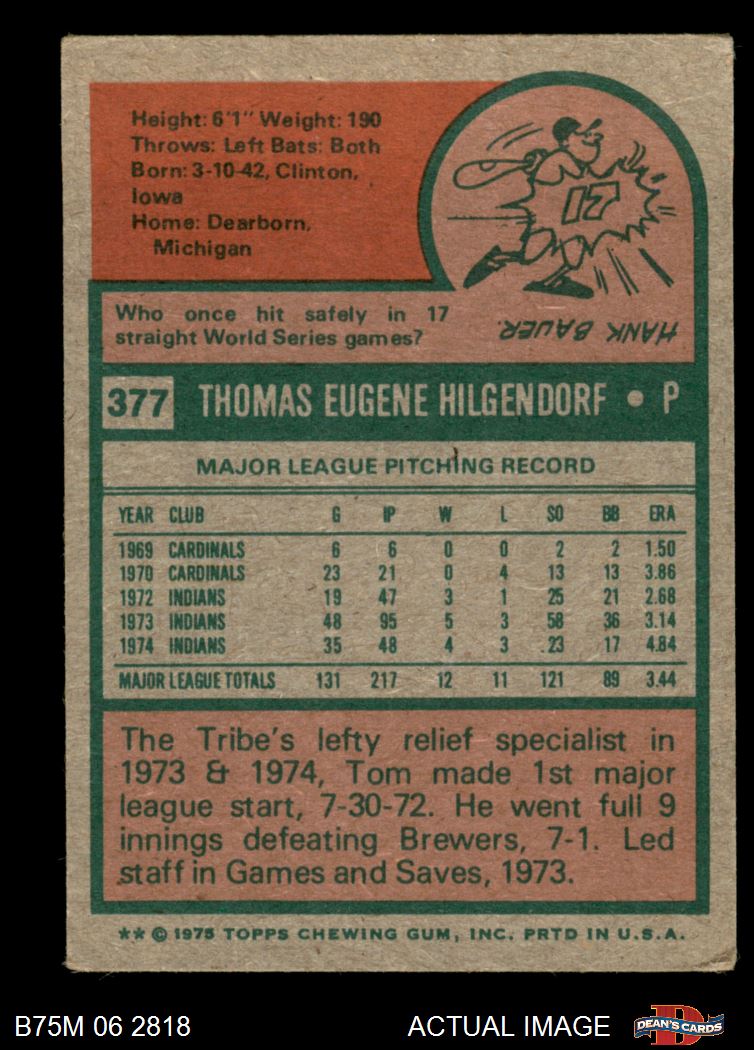 Height: 6'1" Weight: 190
Throws: Left Bats: Both
Born: 3-10-42, Clinton,
Iowa
Home: Dearborn,
Michigan
17
Who once hit safely in 17
straight World Series games?
HANK BAUER.
377 THOMAS EUGENE HILGENDORF • P
MAJOR LEAGUE PITCHING RECORD
YEAR CLUB G IP W L SO BB ERA
1969 CARDINALS 6 6 0 0 2 2 1.50
1970 CARDINALS 23 21 0 4 13 13 3.86
1972 INDIANS 19 47 3 1 25 21 2.68
1973 INDIANS 48 95 5 3 58 36 3.14
1974 INDIANS 35 48 4 3 23 17 4.84
MAJOR LEAGUE TOTALS 131 217 12 11 121 89 3.44
The Tribe's lefty relief specialist in
1973 & 1974, Tom made 1st major
league start, 7-30-72. He went full 9
innings defeating Brewers, 7-1. Led
staff in Games and Saves, 1973.
** © 1975 TOPPS CHEWING GUM, INC. PRTD IN U.S.A.
B75M 06 2818 ACTUAL IMAGE DEAN'S CARDS